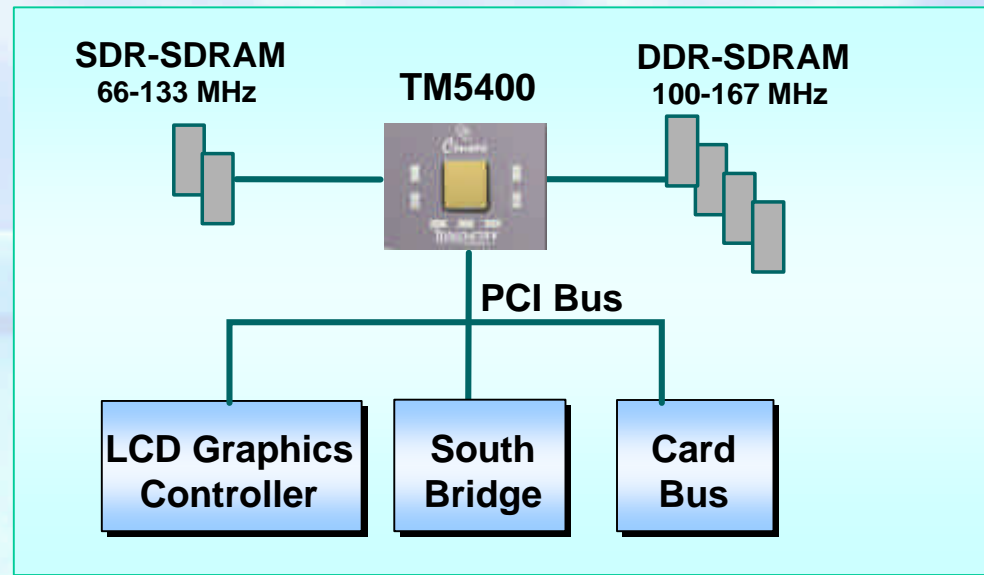 SDR-SDRAM
66-133 MHz
TM5400
DDR-SDRAM
100-167 MHz
Crusoe
PCI Bus
LCD Graphics
Controller
South
Bridge
Card
Bus